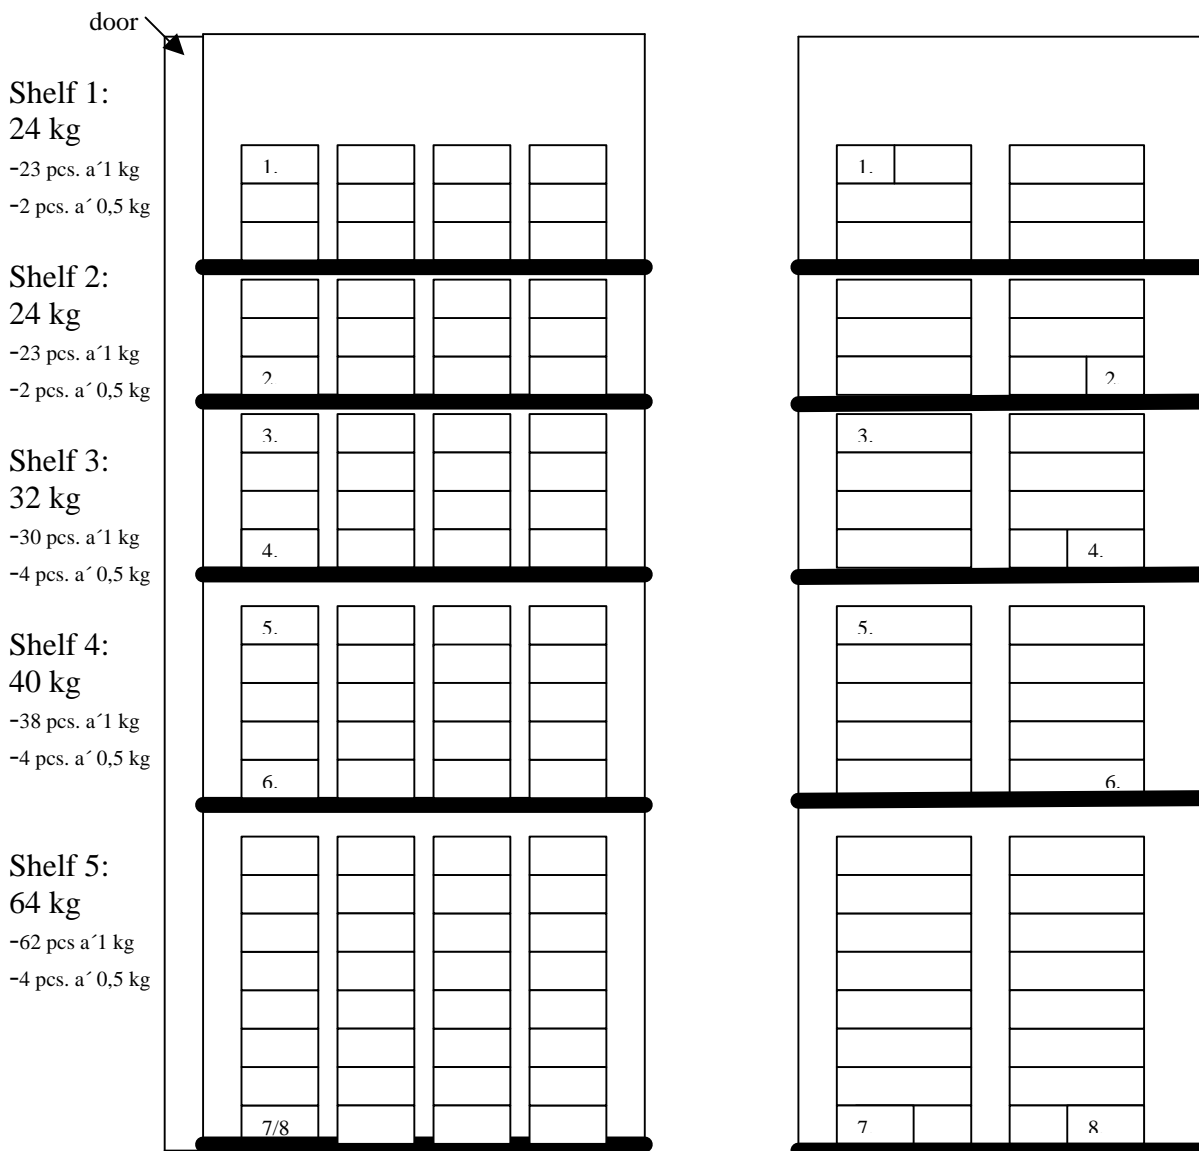 door
Shelf 1:
24 kg
-23 pcs. a´1 kg
-2 pcs. a´ 0,5 kg
Shelf 2:
24 kg
-23 pcs. a´1 kg
-2 pcs. a´ 0,5 kg
Shelf 3:
32 kg
-30 pcs. a´1 kg
-4 pcs. a´ 0,5 kg
Shelf 4:
40 kg
-38 pcs. a´1 kg
-4 pcs. a´ 0,5 kg
Shelf 5:
64 kg
-62 pcs a´1 kg
-4 pcs. a´ 0,5 kg
1.
2.
3.
4.
5.
6.
7/8
1.
2.
3.
4.
5.
6.
7
8